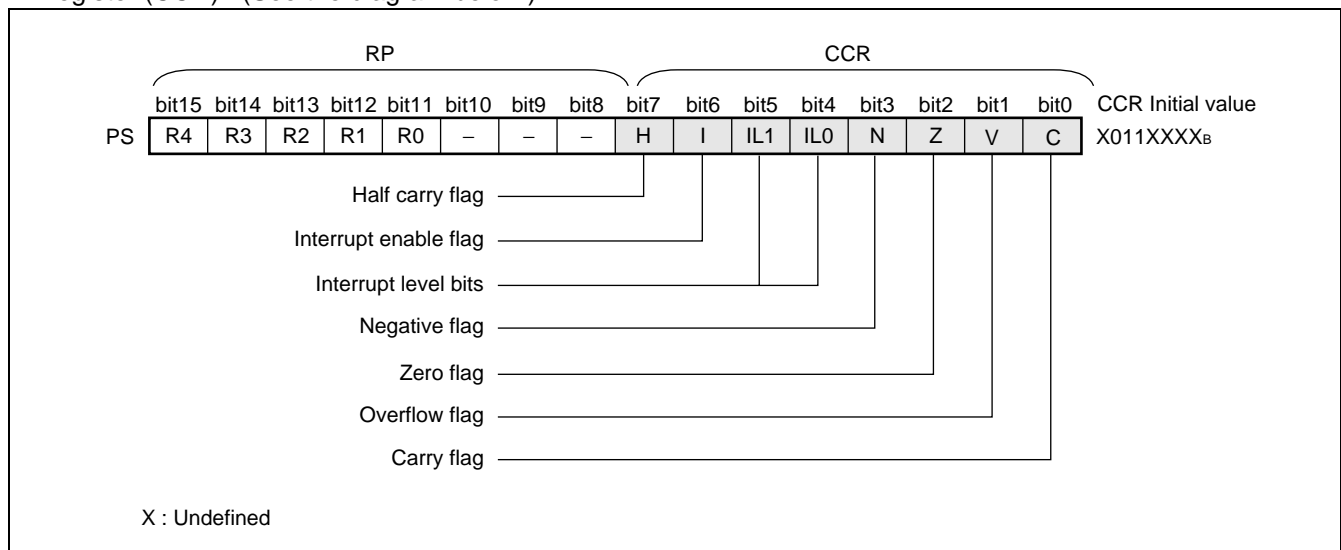 RP CCR
bit15 bit14 bit13 bit12 bit11 bit10 bit9 bit8 bit7 bit6 bit5 bit4 bit3 bit2 bit1 bit0 CCR Initial value
PS R4 R3 R2 R1 R0 – – – H I IL1 IL0 N Z V C X011XXXXB
Half carry flag
Interrupt enable flag
Interrupt level bits
Negative flag
Zero flag
Overflow flag
Carry flag
X : Undefined